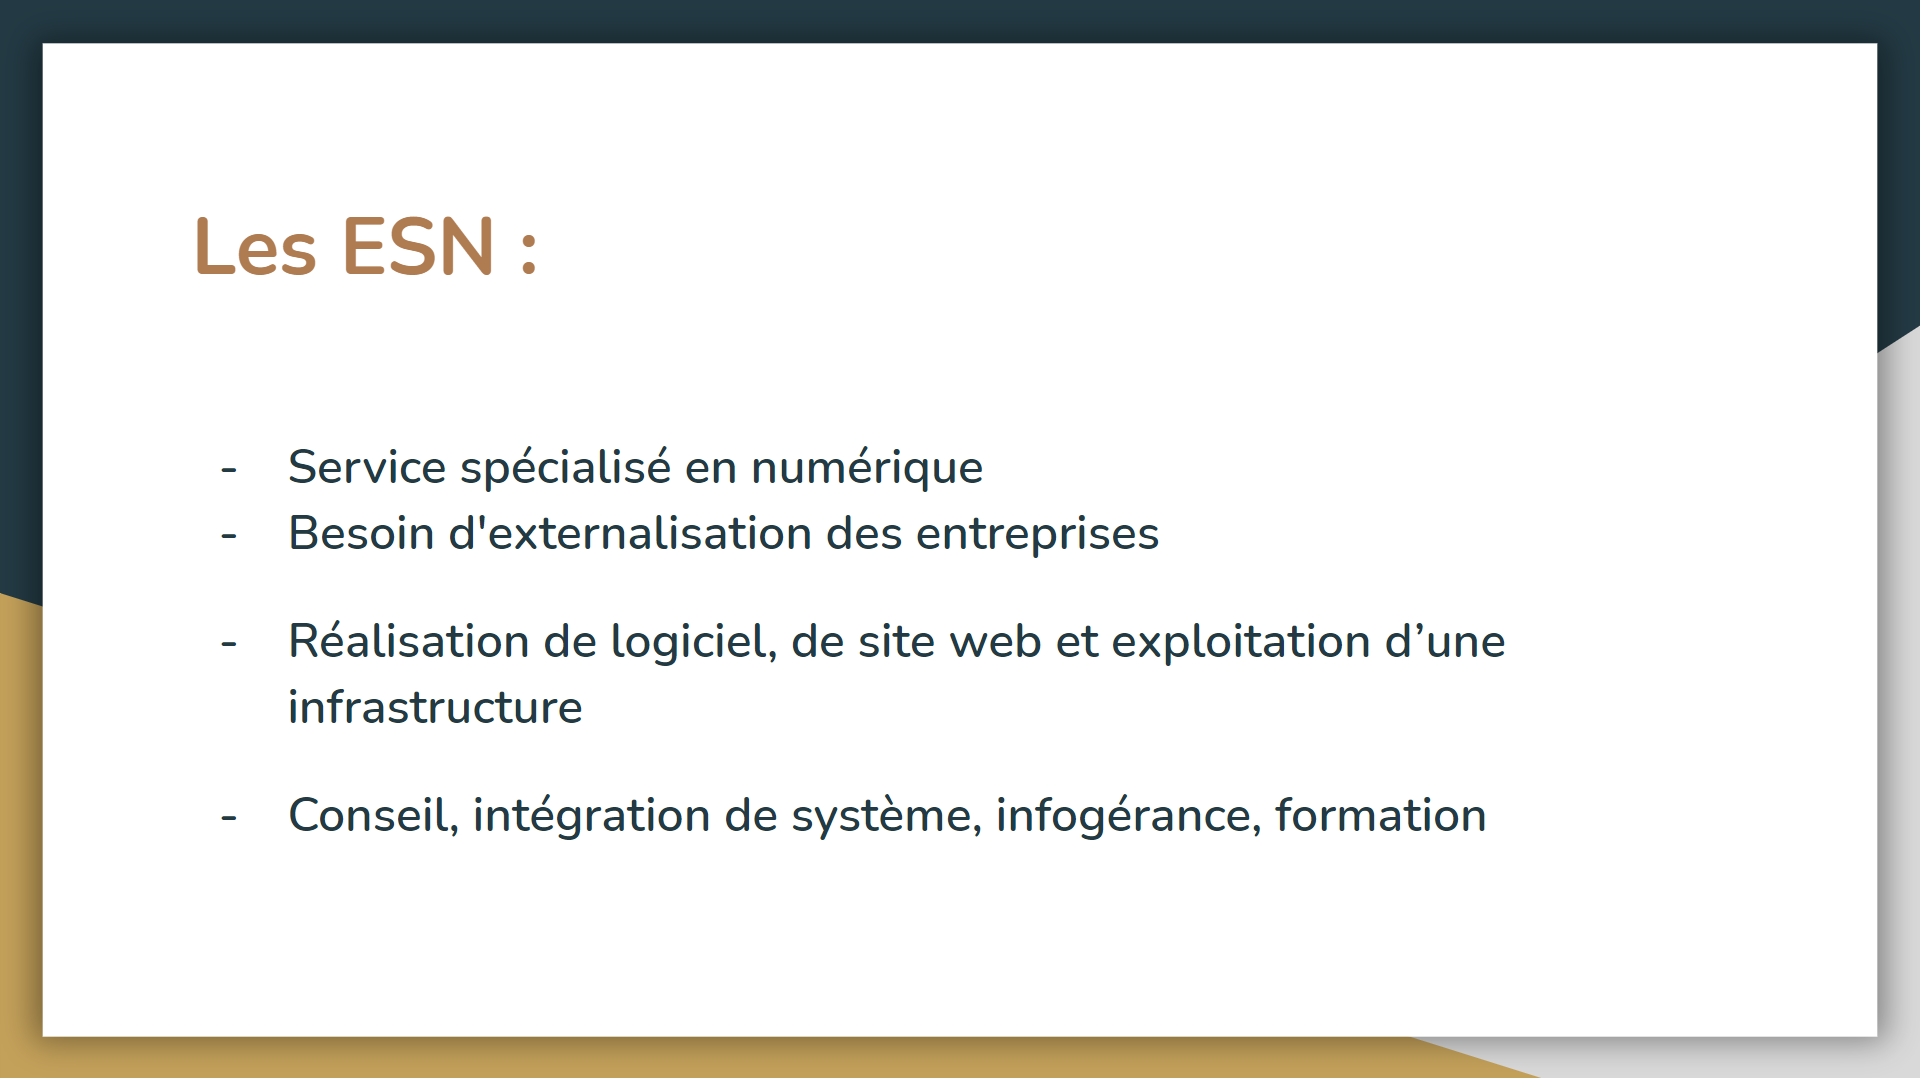 Les ESN :
- Service spécialisé en numérique
- Besoin d'externalisation des entreprises
- Réalisation de logiciel, de site web et exploitation d’une
infrastructure
- Conseil, intégration de système, infogérance, formation